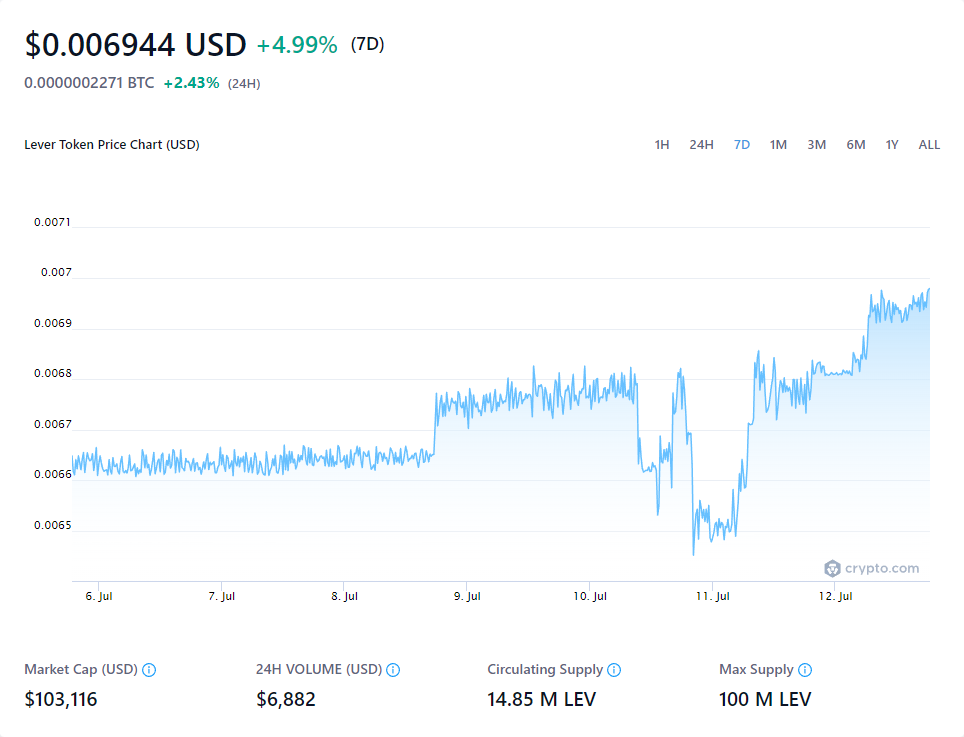 $0.006944 USD +4.99% (7D)
0.0000002271 BTC +2.43% (24H)
Lever Token Price Chart (USD) 1H 24H 7D 1M 3M 6M 1Y ALL
0.0071
0.007
0.0069
0.0068
0.0067
0.0066
0.0065
crypto.com
6. Jul 7. Jul 8. Jul 9. Jul 10. Jul 11. Jul 12. Jul
Market Cap (USD) 24H VOLUME (USD) Circulating Supply Max Supply
$103,116 $6,882 14.85 M LEV 100 M LEV